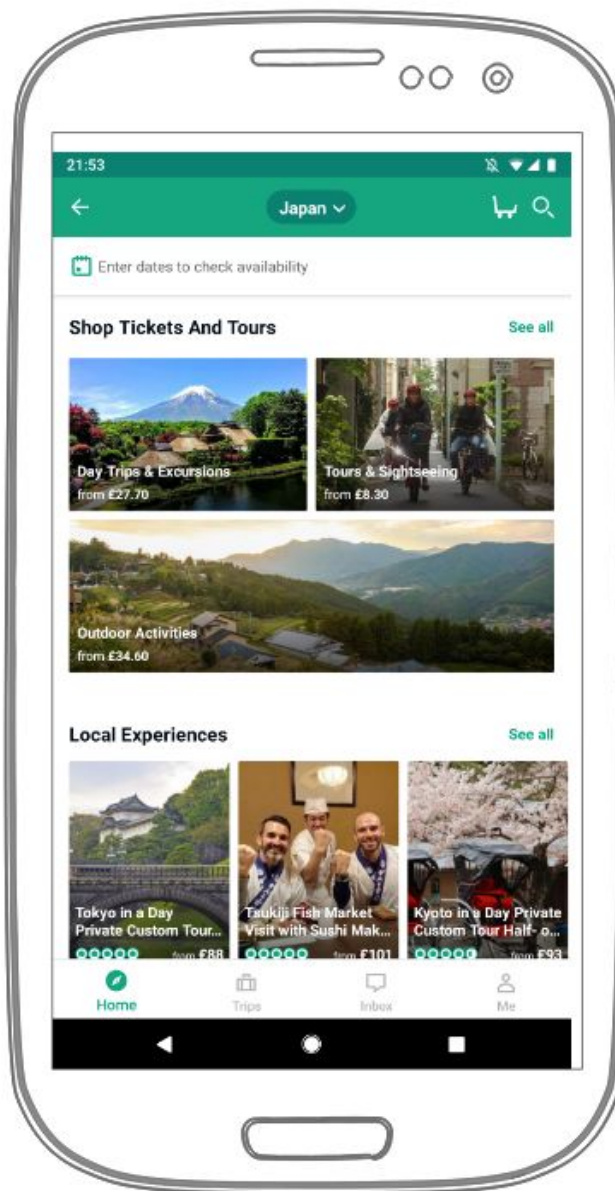 21:53
Japan
Enter dates to check availability
Shop Tickets And Tours
See all
Day Trips & Excursions
from £27.70
Tours & Sightseeing
from £8.30
Outdoor Activities
from £34.60
Local Experiences
See all
Tokyo in a Day
Private Custom Tour...
from £88
Tsukiji Fish Market
Visit with Sushi Mak...
from £101
Kyoto in a Day Private
Custom Tour Half- o...
from £93
Home
Trips
Inbox
Me